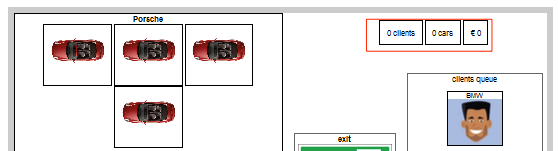 Porsche
0 clients
0 cars
€ 0
clients queue
BMW
exit